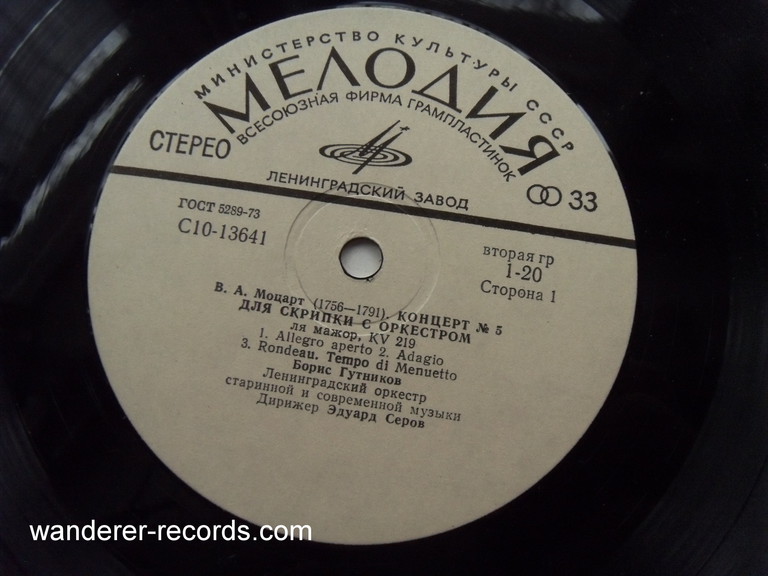 МИНИСТЕРСТВО КУЛЬТУРЫ СССР
МЕЛОДИЯ
ВСЕСОЮЗНАЯ ФИРМА ГРАМПЛАСТИНОК
СТЕРЕО
ЛЕНИНГРАДСКИЙ ЗАВОД
33
ГОСТ 5289-73
С10-13641
вторая гр
1-20
Сторона 1
В. А. Моцарт (1756—1791). КОНЦЕРТ № 5
ДЛЯ СКРИПКИ С ОРКЕСТРОМ
ля мажор, KV 219
1. Allegro aperto 2. Adagio
3. Rondeau. Tempo di Menuetto
Борис Гутников
Ленинградский оркестр
старинной и современной музыки
Дирижер Эдуард Серов
wanderer-records.com